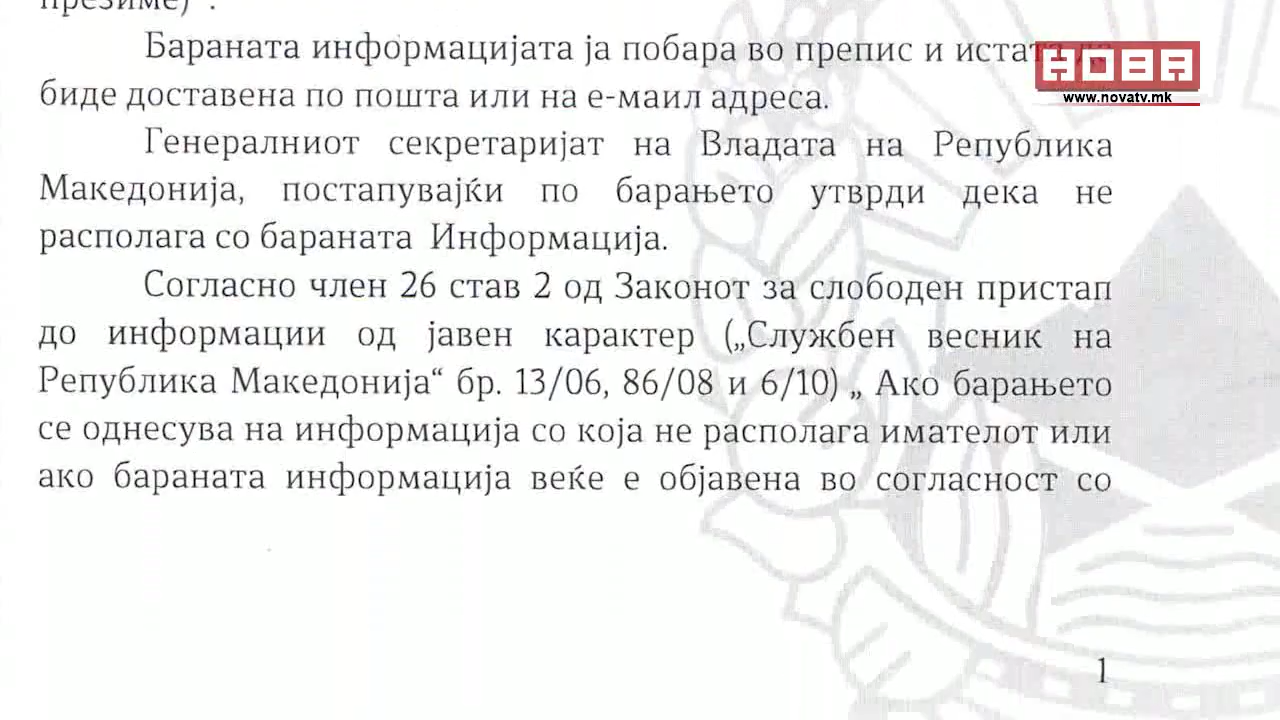 презиме)".
Бараната информацијата ја побара во препис и истата да
биде доставена по пошта или на е-маил адреса.
Генералниот секретаријат на Владата на Република
Македонија, постапувајќи по барањето утврди дека не
располага со бараната Информација.
Согласно член 26 став 2 од Законот за слободен пристап
до информации од јавен карактер („Службен весник на
Република Македонија“ бр. 13/06, 86/08 и 6/10) „ Ако барањето
се однесува на информација со која не располага имателот или
ако бараната информација веќе е објавена во согласност со
1
НОВА
www.novatv.mk